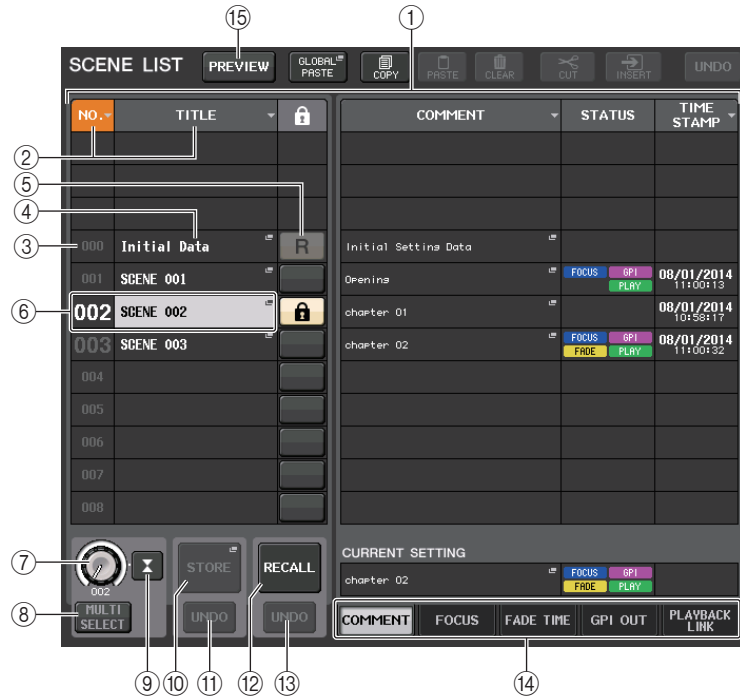 ⑮ ①
SCENE LIST PREVIEW GLOBAL PASTE COPY PASTE CLEAR CUT INSERT UNDO
NO. TITLE COMMENT STATUS TIME STAMP
②
⑤
④
③ 000 Initial Data R Initial Setting Data
001 SCENE 001 Opening FOCUS GPI PLAY 08/01/2014 11:00:13
⑥ 002 SCENE 002 chapter 01 08/01/2014 10:58:17
003 SCENE 003 chapter 02 FOCUS GPI FADE PLAY 08/01/2014 11:00:32
004
005
006
007
008
CURRENT SETTING
⑦ 002 STORE RECALL chapter 02 FOCUS GPI FADE PLAY
⑧ MULTI SELECT UNDO UNDO COMMENT FOCUS FADE TIME GPI OUT PLAYBACK LINK
⑨ ⑩ ⑪ ⑫ ⑬ ⑭